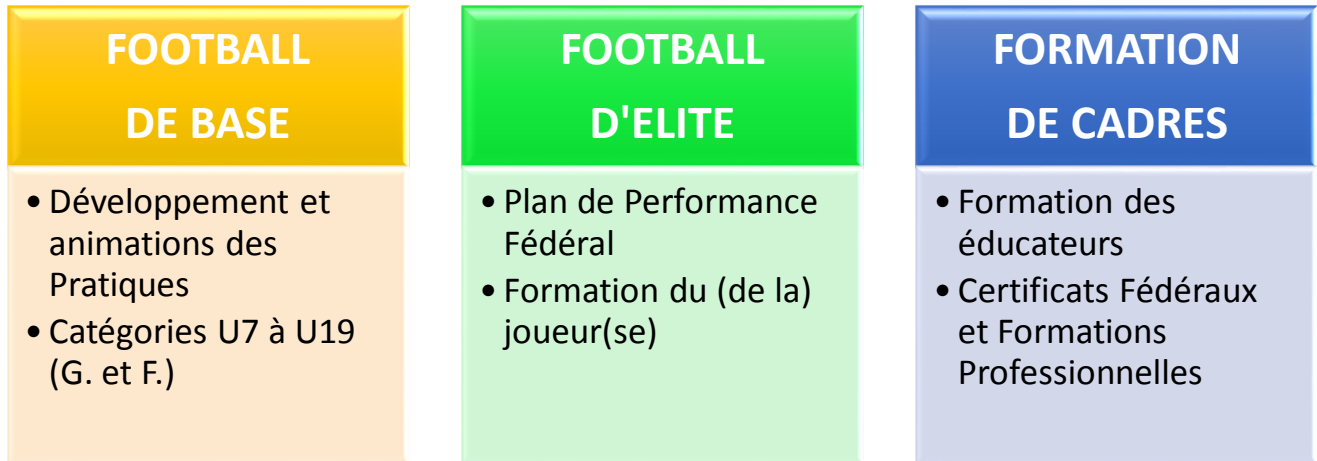 FOOTBALL
DE BASE
• Développement et
animations des
Pratiques
• Catégories U7 à U19
(G. et F.)
FOOTBALL
D'ELITE
• Plan de Performance
Fédéral
• Formation du (de la)
joueur(se)
FORMATION
DE CADRES
• Formation des
éducateurs
• Certificats Fédéraux
et Formations
Professionnelles